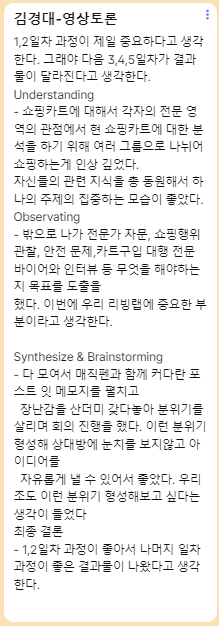 김경대-영상토론
1,2일차 과정이 제일 중요하다고 생각
한다. 그래야 다음 3,4,5일차가 결과
물이 달라진다고 생각한다.
Understanding
- 쇼핑카트에 대해서 각자의 전문 영
역의 관점에서 현 쇼핑카트에 대한 분
석을 하기 위해 여러 그룹으로 나뉘어
쇼핑하는게 인상 깊었다.
자신들의 관련 지식을 총 동원해서 하
나의 주제의 집중하는 모습이 좋았다.
Observating
- 밖으로 나가 전문가 자문, 쇼핑행위
관찰, 안전 문제,카트구입 대행 전문
바이어와 인터뷰 등 무엇을 해야하는
지 목표를 도출을
했다. 이번에 우리 리빙랩에 중요한 부
분이라고 생각한다.
Synthesize & Brainstorming
- 다 모여서 매직펜과 함께 커다란 포
스트 잇 메모지를 펼치고
장난감을 산더미 갖다놓아 분위기를
살리며 회의 진행을 했다. 이런 분위기
형성해 상대방에 눈치를 보지않고 아
이디어를
자유롭게 낼 수 있어서 좋았다. 우리
조도 이런 분위기 형성해보고 싶다는
생각이 들었다
최종 결론
- 1,2일차 과정이 좋아서 나머지 일차
과정이 좋은 결과물이 나왔다고 생각
한다.